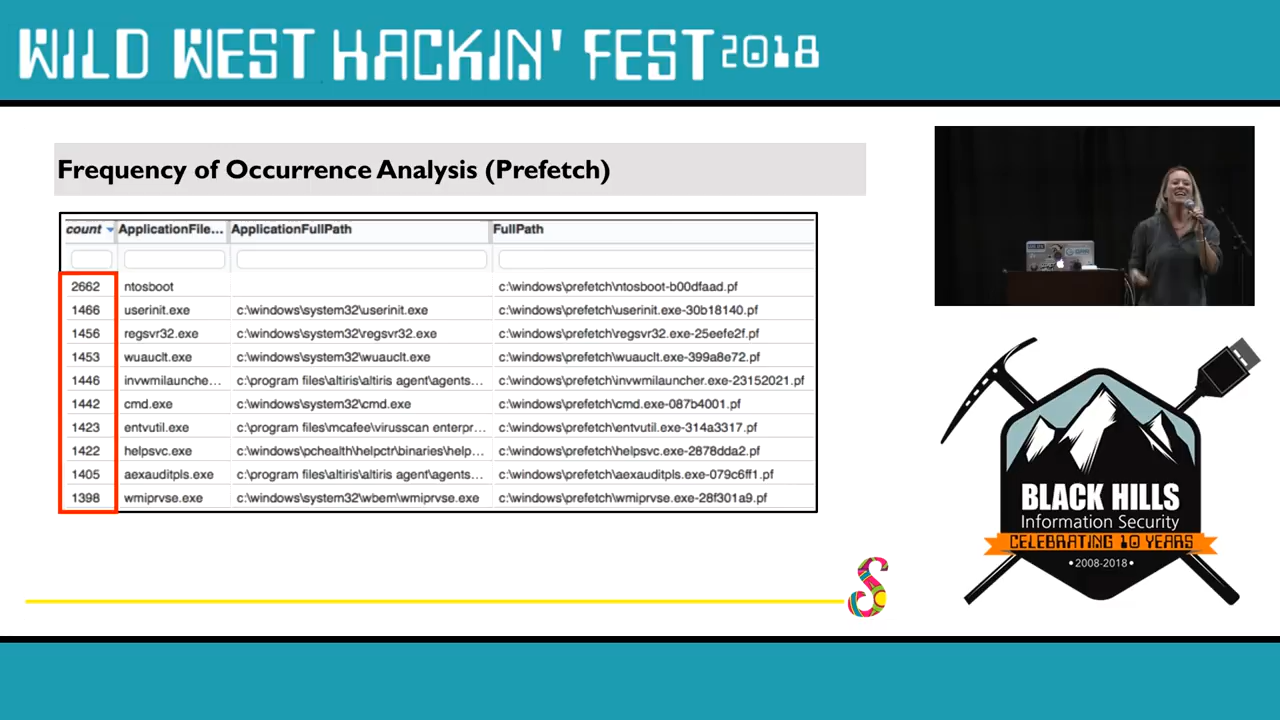 WILD WEST HACKIN' FEST 2018
Frequency of Occurrence Analysis (Prefetch)
count ApplicationFile... ApplicationFullPath FullPath
2662 ntosboot c:\windows\prefetch\ntosboot-b00dfaad.pf
1466 userinit.exe c:\windows\system32\userinit.exe c:\windows\prefetch\userinit.exe-30b18140.pf
1456 regsvr32.exe c:\windows\system32\regsvr32.exe c:\windows\prefetch\regsvr32.exe-25eefe2f.pf
1453 wuauclt.exe c:\windows\system32\wuauclt.exe c:\windows\prefetch\wuauclt.exe-399a8e72.pf
1446 invwmilaunche... c:\program files\altiris\altiris agent\agents... c:\windows\prefetch\invwmilauncher.exe-23152021.pf
1442 cmd.exe c:\windows\system32\cmd.exe c:\windows\prefetch\cmd.exe-087b4001.pf
1423 entvutil.exe c:\program files\mcafee\virusscan enterpr... c:\windows\prefetch\entvutil.exe-314a3317.pf
1422 helpsvc.exe c:\windows\pchealth\helpctr\binaries\help... c:\windows\prefetch\helpsvc.exe-2878dda2.pf
1405 aexauditpls.exe c:\program files\altiris\altiris agent\agents... c:\windows\prefetch\aexauditpls.exe-079c6ff1.pf
1398 wmiprvse.exe c:\windows\system32\wbem\wmiprvse.exe c:\windows\prefetch\wmiprvse.exe-28f301a9.pf
S
BLACK HILLS
Information Security
CELEBRATING 10 YEARS
•2008-2018•